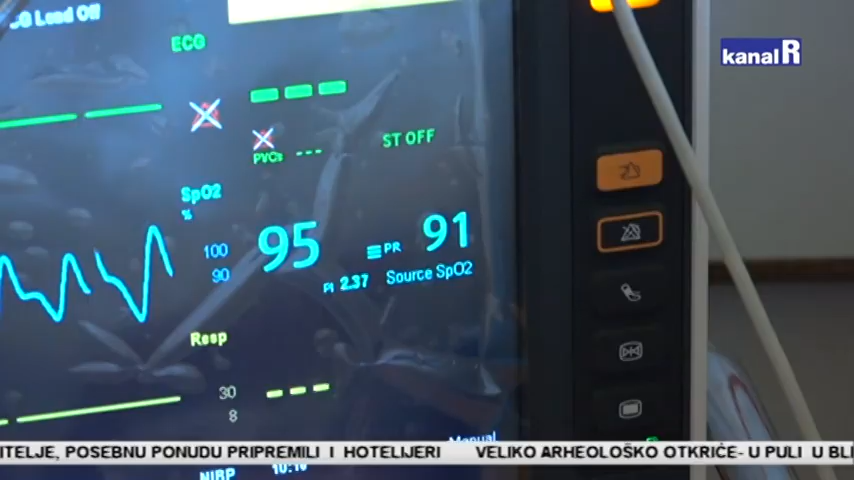 Lead Off
kanal R
ECG
ST OFF
PVCs ---
SpO2
%
100
95
PR
91
90
PI 2.37
Source SpO2
Resp
30
8
Manual
ITELJE, POSEBNU PONUDU PRIPREMILI I HOTELIJERI VELIKO ARHEOLOŠKO OTKRIĆE- U PULI U BLI
NIBP